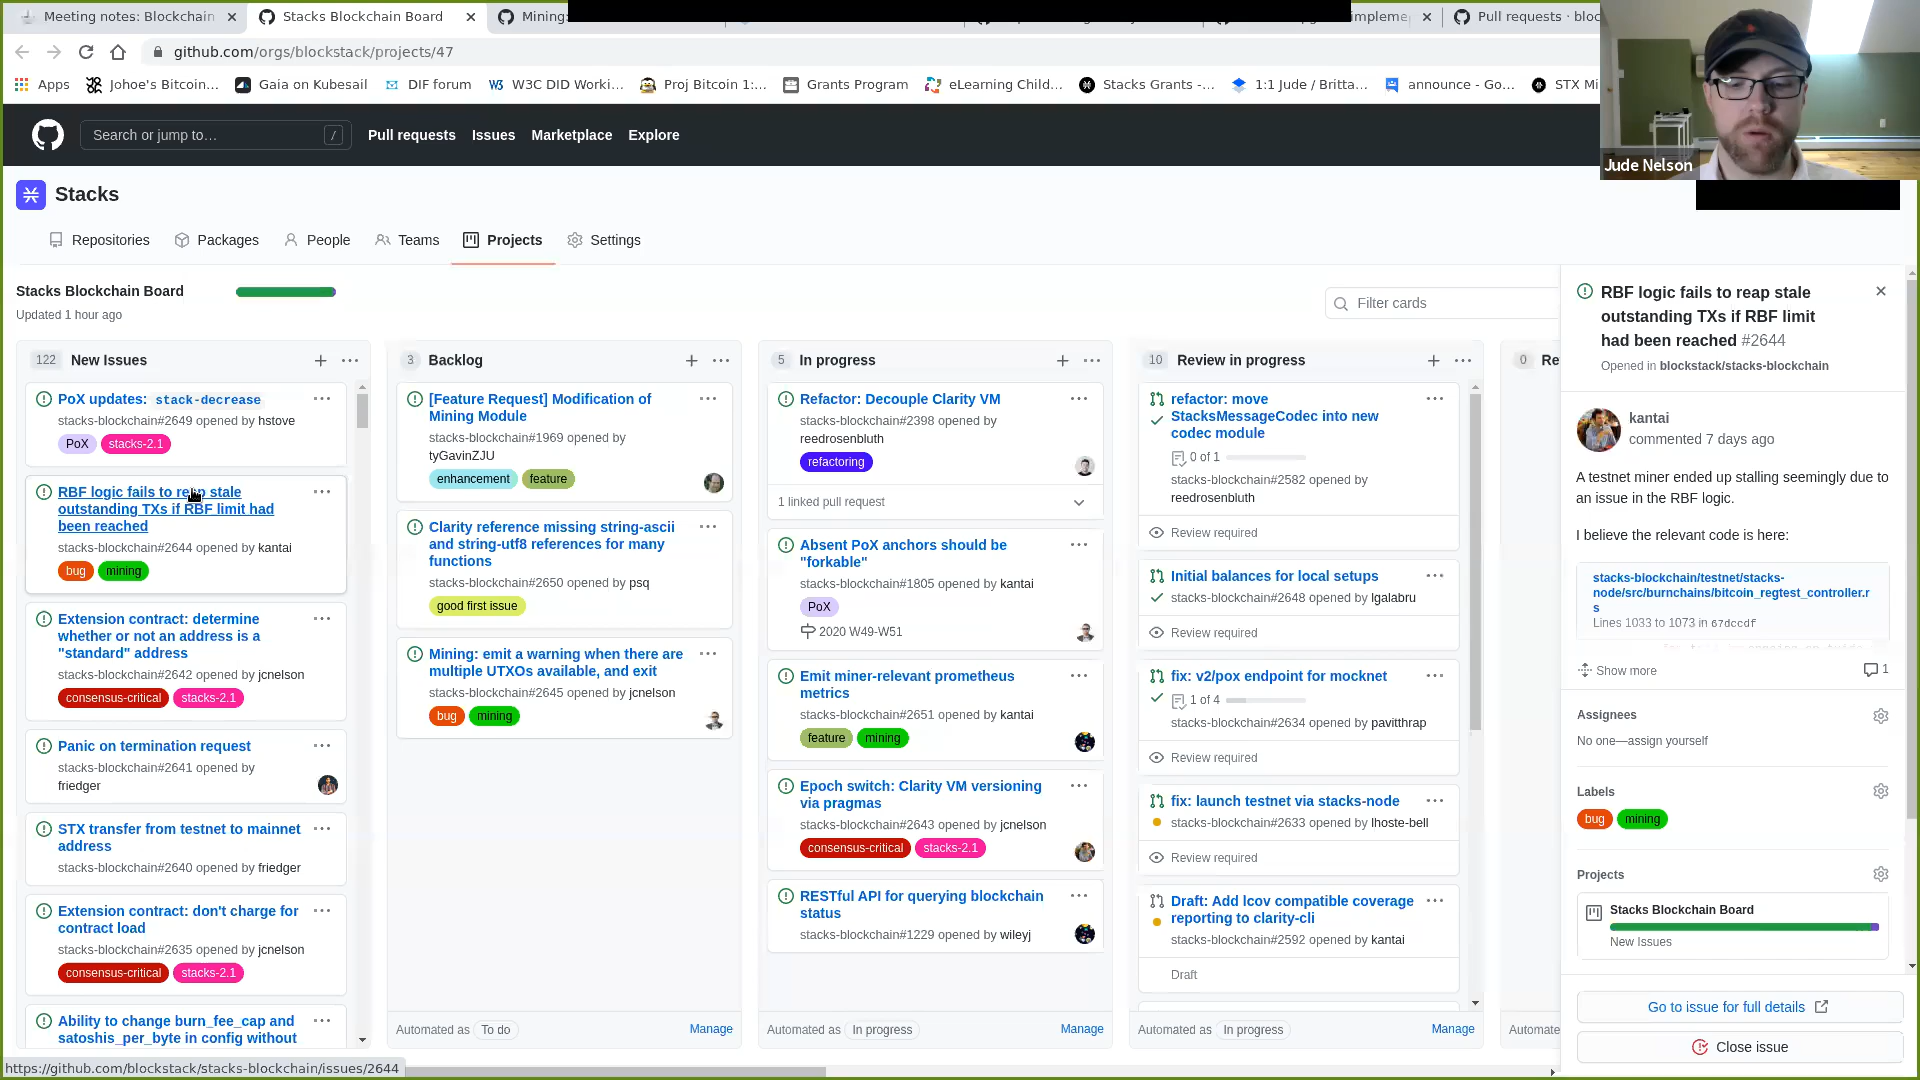 Meeting notes: Blockchain
Stacks Blockchain Board
Mining:
impleme
Pull requests · bloc
github.com/orgs/blockstack/projects/47
Apps
Johoe's Bitcoin...
Gaia on Kubesail
DIF forum
W3C DID Worki...
Proj Bitcoin 1:...
Grants Program
eLearning Child...
Stacks Grants -...
1:1 Jude / Britta...
announce - Go...
STX Mi
Jude Nelson
Search or jump to…
/
Pull requests
Issues
Marketplace
Explore
Stacks
Repositories
Packages
People
Teams
Projects
Settings
Stacks Blockchain Board
Updated 1 hour ago
Filter cards
122 New Issues
PoX updates: stack-decrease
stacks-blockchain#2649 opened by hstove
PoX stacks-2.1
RBF logic fails to reap stale
outstanding TXs if RBF limit had
been reached
stacks-blockchain#2644 opened by kantai
bug mining
Extension contract: determine
whether or not an address is a
"standard" address
stacks-blockchain#2642 opened by jcnelson
consensus-critical stacks-2.1
Panic on termination request
stacks-blockchain#2641 opened by
friedger
STX transfer from testnet to mainnet
address
stacks-blockchain#2640 opened by friedger
Extension contract: don't charge for
contract load
stacks-blockchain#2635 opened by jcnelson
consensus-critical stacks-2.1
Ability to change burn_fee_cap and
satoshis_per_byte in config without
3 Backlog
[Feature Request] Modification of
Mining Module
stacks-blockchain#1969 opened by
tyGavinZJU
enhancement feature
Clarity reference missing string-ascii
and string-utf8 references for many
functions
stacks-blockchain#2650 opened by psq
good first issue
Mining: emit a warning when there are
multiple UTXOs available, and exit
stacks-blockchain#2645 opened by jcnelson
bug mining
Automated as To do
Manage
5 In progress
Refactor: Decouple Clarity VM
stacks-blockchain#2398 opened by
reedrosenbluth
refactoring
1 linked pull request
Absent PoX anchors should be
"forkable"
stacks-blockchain#1805 opened by kantai
PoX
2020 W49-W51
Emit miner-relevant prometheus
metrics
stacks-blockchain#2651 opened by kantai
feature mining
Epoch switch: Clarity VM versioning
via pragmas
stacks-blockchain#2643 opened by jcnelson
consensus-critical stacks-2.1
RESTful API for querying blockchain
status
stacks-blockchain#1229 opened by wileyj
Automated as In progress
Manage
10 Review in progress
refactor: move
StacksMessageCodec into new
codec module
0 of 1
stacks-blockchain#2582 opened by
reedrosenbluth
Review required
Initial balances for local setups
stacks-blockchain#2648 opened by lgalabru
Review required
fix: v2/pox endpoint for mocknet
1 of 4
stacks-blockchain#2634 opened by pavitthrap
Review required
fix: launch testnet via stacks-node
stacks-blockchain#2633 opened by lhoste-bell
Review required
Draft: Add lcov compatible coverage
reporting to clarity-cli
stacks-blockchain#2592 opened by kantai
Draft
Automated as In progress
Manage
0 Re
Automate
RBF logic fails to reap stale
outstanding TXs if RBF limit
had been reached #2644
Opened in blockstack/stacks-blockchain
kantai
commented 7 days ago
A testnet miner ended up stalling seemingly due to
an issue in the RBF logic.
I believe the relevant code is here:
stacks-blockchain/testnet/stacks-
node/src/burnchains/bitcoin_regtest_controller.r
s
Lines 1033 to 1073 in 67dccdf
Show more
1
Assignees
No one—assign yourself
Labels
bug mining
Projects
Stacks Blockchain Board
New Issues
Go to issue for full details
Close issue
https://github.com/blockstack/stacks-blockchain/issues/2644